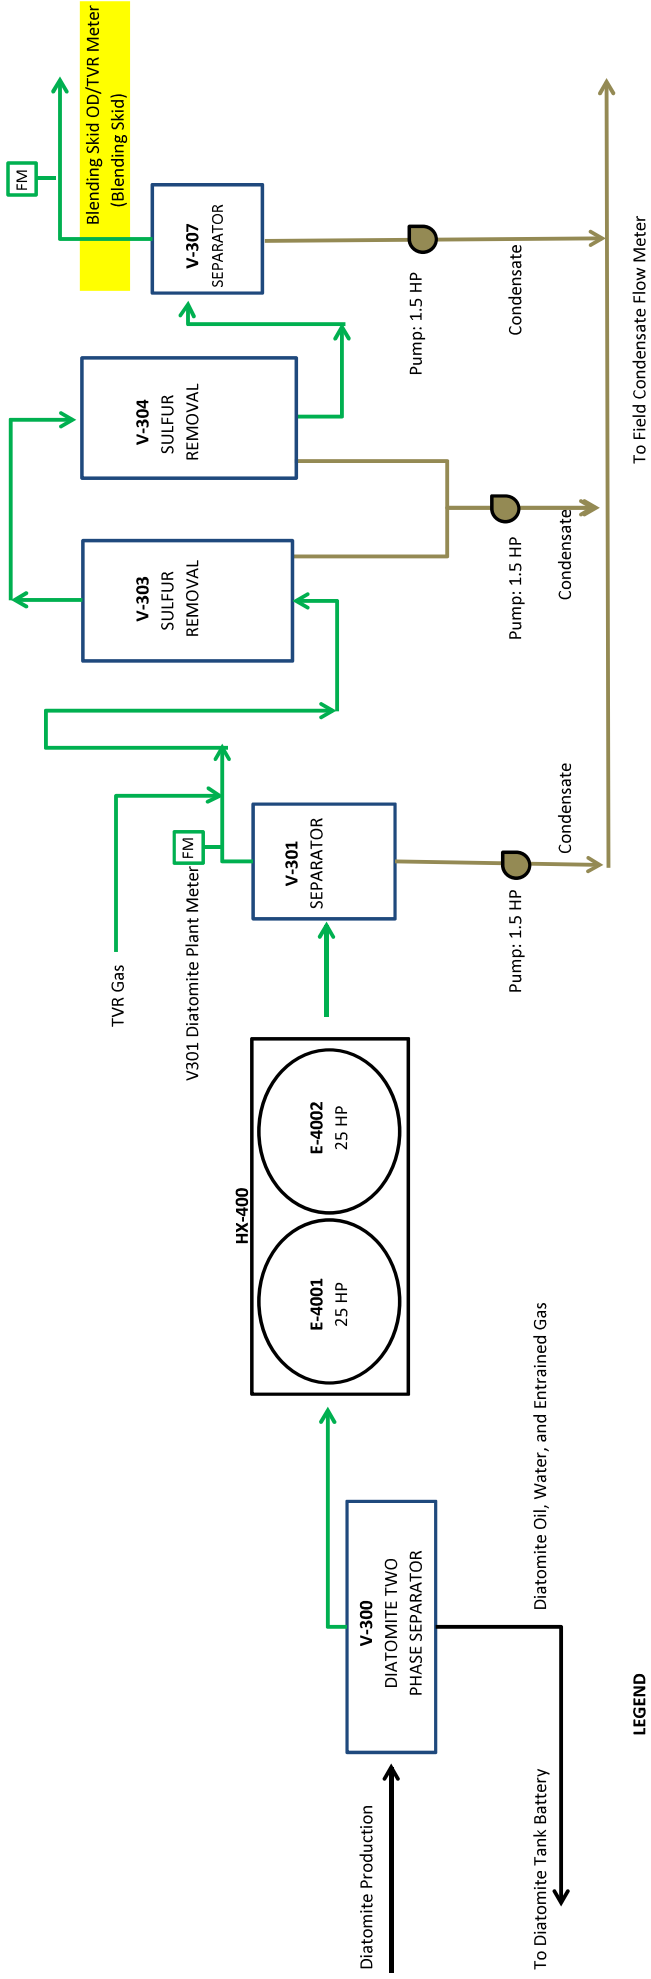 Diatomite Production
V-300
DIATOMITE TWO
PHASE SEPARATOR
To Diatomite Tank Battery
Diatomite Oil, Water, and Entrained Gas
HX-400
E-4001
25 HP
E-4002
25 HP
TVR Gas
V301 Diatomite Plant Meter
FM
V-301
SEPARATOR
Pump: 1.5 HP
Condensate
V-303
SULFUR
REMOVAL
V-304
SULFUR
REMOVAL
Pump: 1.5 HP
Condensate
V-307
SEPARATOR
FM
Blending Skid OD/TVR Meter
(Blending Skid)
Pump: 1.5 HP
Condensate
To Field Condensate Flow Meter
LEGEND